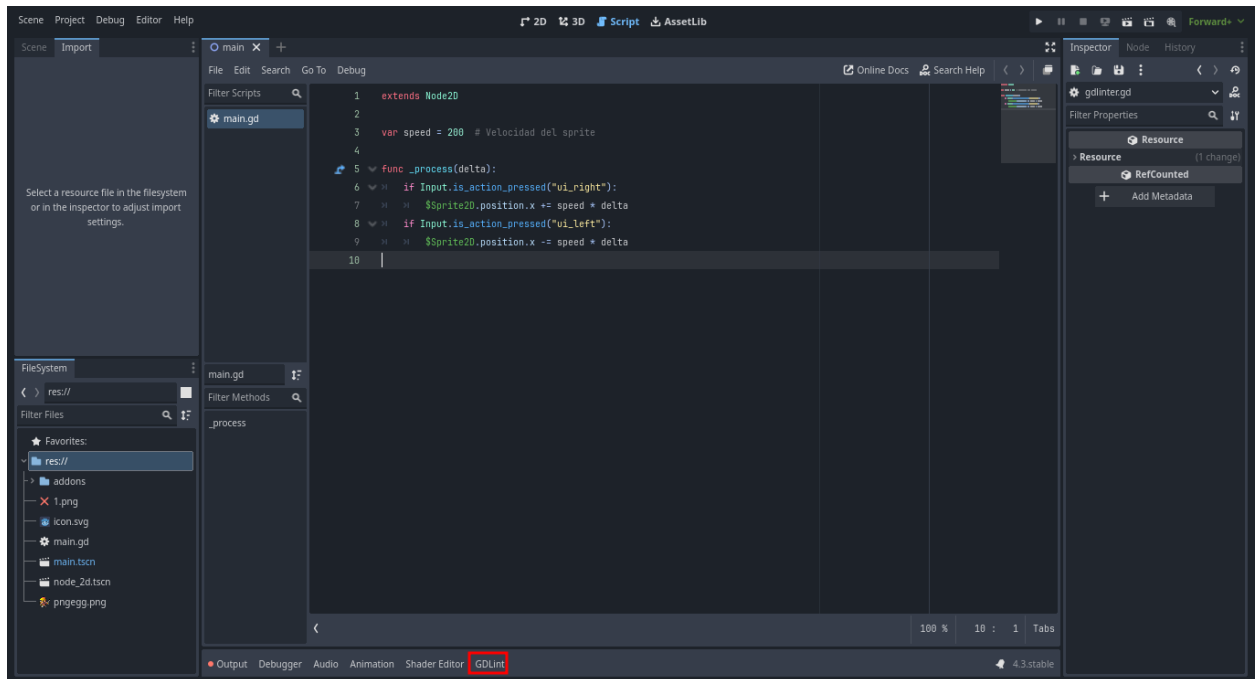 Scene Project Debug Editor Help
2D 3D Script AssetLib
Forward+
Scene Import
main
Inspector Node History
File Edit Search Go To Debug
Online Docs Search Help
Filter Scripts
main.gd
gdlinter.gd
Filter Properties
Resource
Resource (1 change)
RefCounted
Add Metadata
1 extends Node2D
2
3 var speed = 200 # Velocidad del sprite
4
5 func _process(delta):
6 if Input.is_action_pressed("ui_right"):
7 $Sprite2D.position.x += speed * delta
8 if Input.is_action_pressed("ui_left"):
9 $Sprite2D.position.x -= speed * delta
10
Select a resource file in the filesystem
or in the inspector to adjust import
settings.
FileSystem
res://
Filter Files
Favorites:
res://
addons
1.png
icon.svg
main.gd
main.tscn
node_2d.tscn
pngegg.png
main.gd
Filter Methods
_process
100 % 10 : 1 Tabs
Output Debugger Audio Animation Shader Editor GDLint
4.3.stable